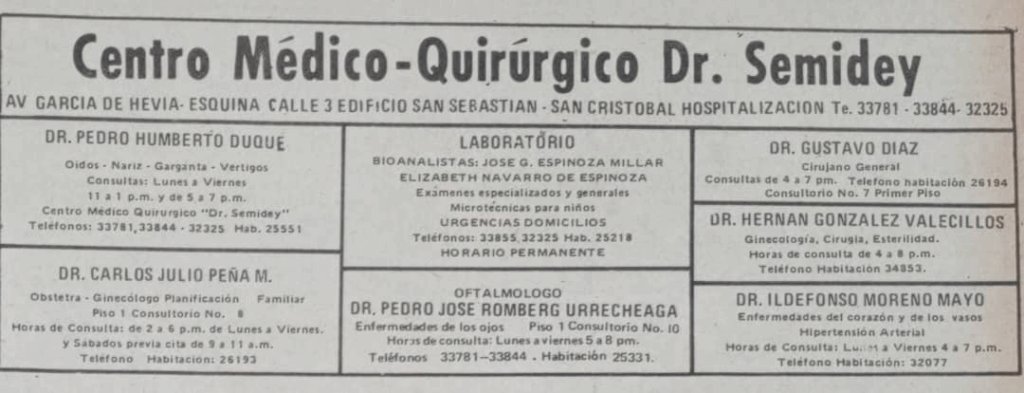 Centro Médico-Quirúrgico Dr. Semidey
AV GARCIA DE HEVIA- ESQUINA CALLE 3 EDIFICIO SAN SEBASTIAN - SAN CRISTOBAL HOSPITALIZACION Te. 33781 - 33844- 32325
DR. PEDRO HUMBERTO DUQUE
Oidos - Nariz - Garganta - Vertigos
Consultas: Lunes a Viernes
11 a 1 p.m. y de 5 a 7 p.m.
Centro Médico Quirurgico "Dr. Semidey"
Teléfonos: 33781,33844 - 32325 Hab. 25551
DR. CARLOS JULIO PEÑA M.
Obstetra - Ginecólogo Planificación Familiar
Piso 1 Consultorio No. 8
Horas de Consulta: de 2 a 6 p.m. de Lunes a Viernes.
y Sábados previa cita de 9 a 11 a.m.
Teléfono Habitacion: 26193
LABORATÓRIO
BIOANALISTAS: JOSE G. ESPINOZA MILLAR
ELIZABETH NAVARRO DE ESPINOZA
Exámenes especializados y generales
Microtécnicas para niños
URGENCIAS DOMICILIOS
Teléfonos: 33855,32325 Hab. 25218
HORARIO PERMANENTE
OFTALMOLOGO
DR. PEDRO JOSE ROMBERG URRECHEAGA
Enfermedades de los ojos Piso 1 Consultorio No. 10
Horas de consulta: Lunes a viernes 5 a 8 pm.
Teléfonos 33781-33844 . Habitación 25331.
DR. GUSTAVO DIAZ
Cirujano General
Consultas de 4 a 7 pm. Telefono habitación 26194
Consultorio No. 7 Primer Piso
DR. HERNAN GONZALEZ VALECILLOS
Ginecología, Cirugia, Esterilidad.
Horas de consulta de 4 a 8 p.m.
Teléfono Habitación 34853.
DR. ILDEFONSO MORENO MAYO
Enfermedades del corazón y de los vasos
Hipertensión Arterial
Horas de Consulta: Lunes a Viernes 4 a 7 p.m.
Teléfono Habitación: 32077